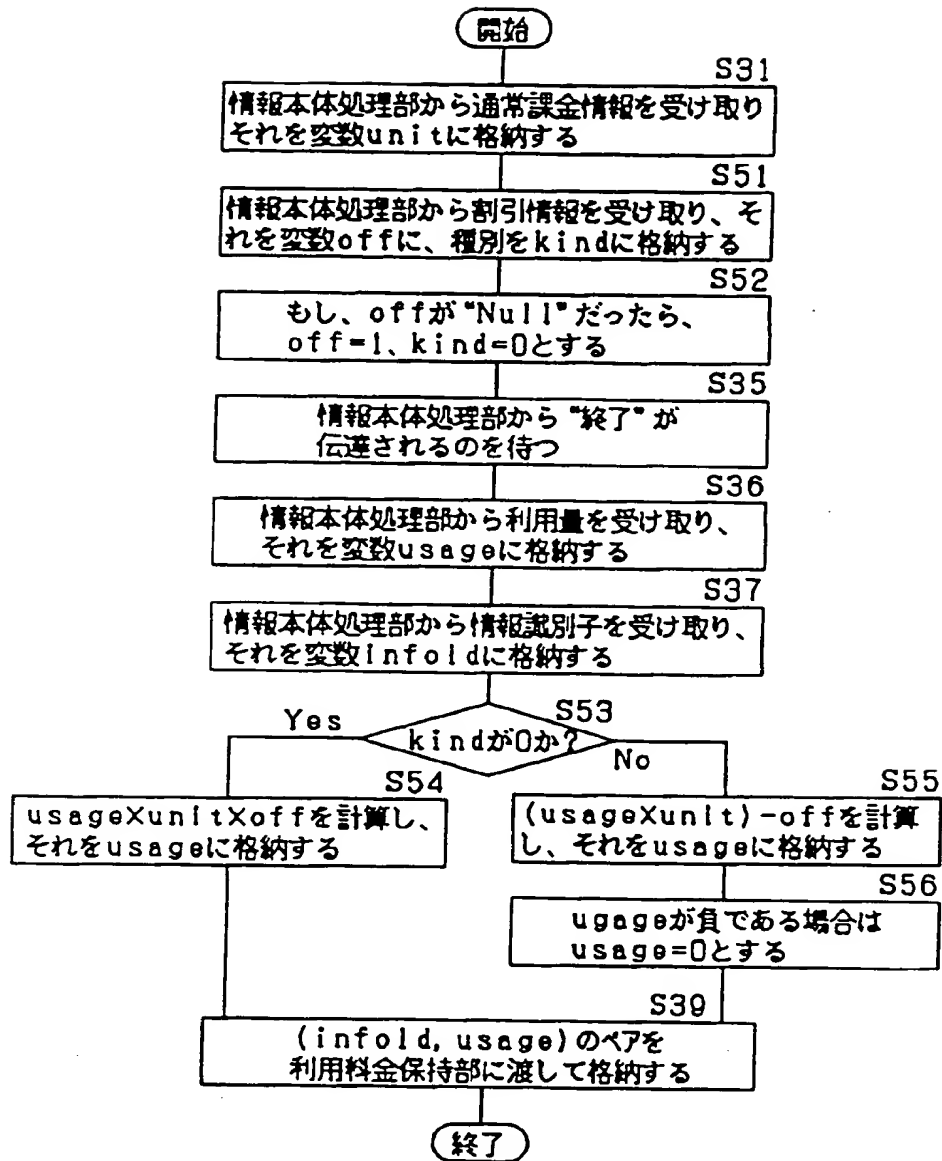 開始
S31
情報本体処理部から通常課金情報を受け取り
それを変数unitに格納する
S51
情報本体処理部から割引情報を受け取り、そ
れを変数offに、種別をkindに格納する
S52
もし、offが"Null"だったら、
off=1、kind=0とする
S35
情報本体処理部から"終了"が
伝達されるのを待つ
S36
情報本体処理部から利用量を受け取り、
それを変数usageに格納する
S37
情報本体処理部から情報識別子を受け取り、
それを変数infoIdに格納する
S53
kindが0か?
Yes
No
S54
usage×unit×offを計算し、
それをusageに格納する
S55
(usage×unit)-offを計算
し、それをusageに格納する
S56
ugageが負である場合は
usage=0とする
S39
(infoId, usage)のペアを
利用料金保持部に渡して格納する
終了